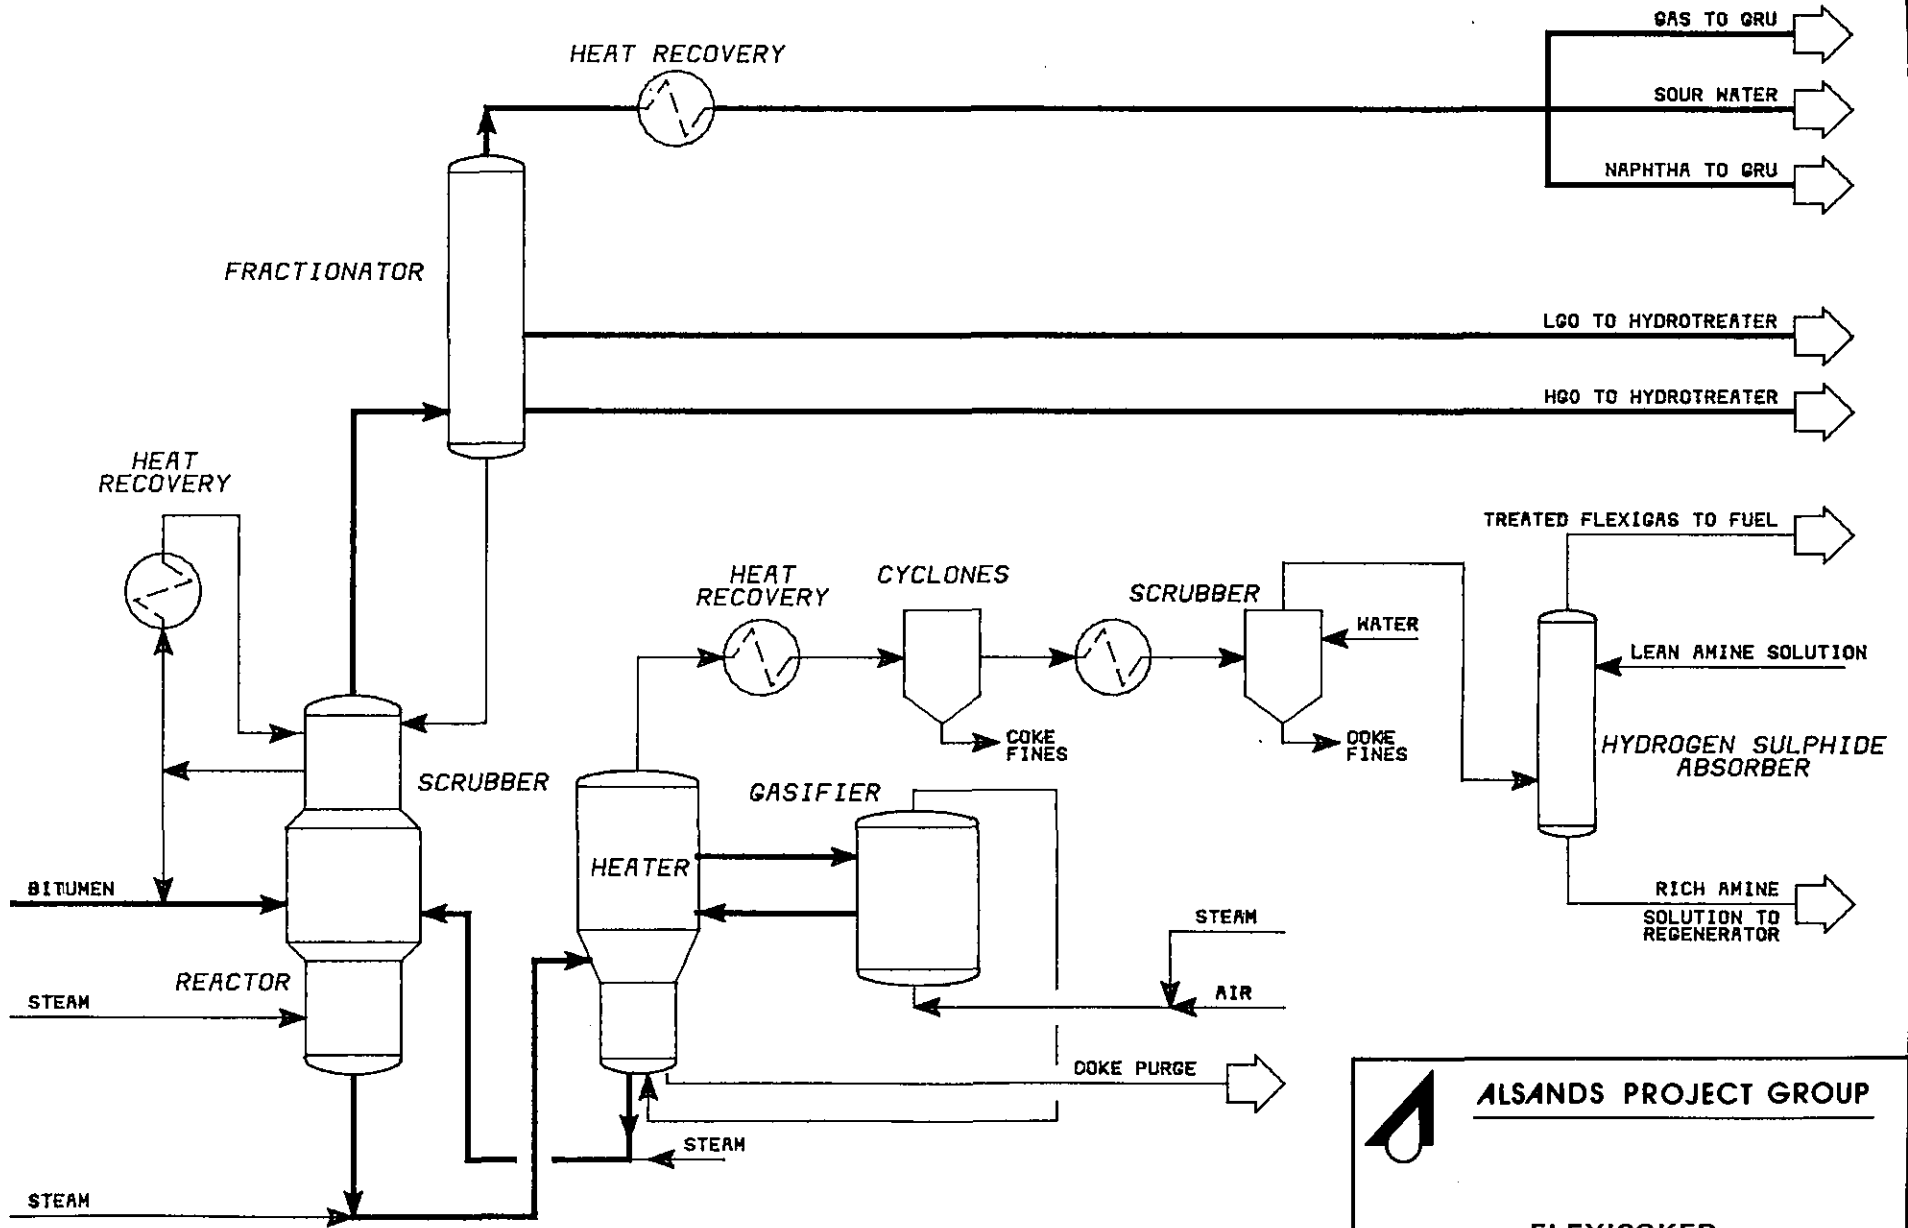 GAS TO GRU
HEAT RECOVERY
SOUR WATER
NAPHTHA TO GRU
FRACTIONATOR
LGO TO HYDROTREATER
HGO TO HYDROTREATER
HEAT
RECOVERY
TREATED FLEXIGAS TO FUEL
HEAT
RECOVERY
CYCLONES
SCRUBBER
WATER
LEAN AMINE SOLUTION
COKE
FINES
COKE
FINES
HYDROGEN SULPHIDE
ABSORBER
SCRUBBER
GASIFIER
HEATER
BITUMEN
RICH AMINE
SOLUTION TO
REGENERATOR
STEAM
REACTOR
STEAM
AIR
COKE PURGE
ALSANDS PROJECT GROUP
STEAM
STEAM